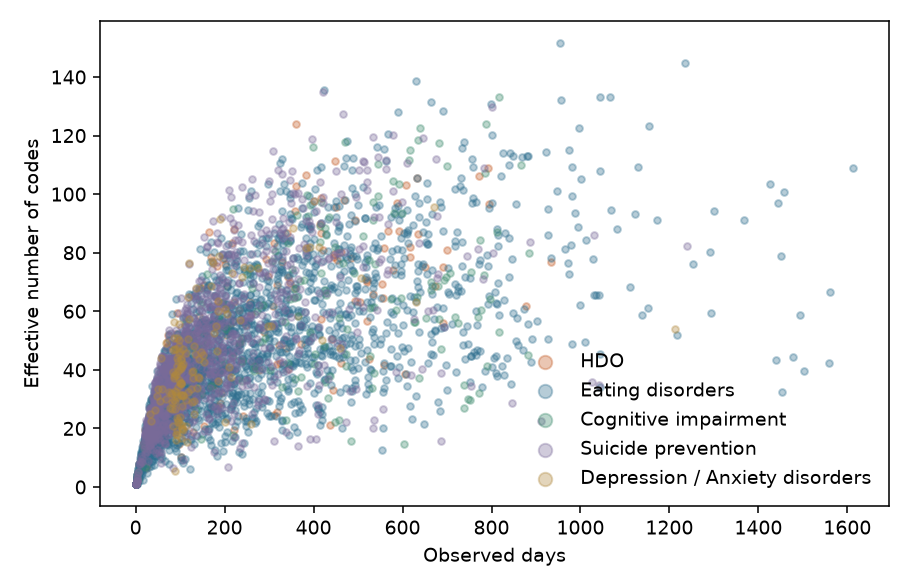 Effective number of codes
140
120
100
80
60
40
20
0
HDO
Eating disorders
Cognitive impairment
Suicide prevention
Depression / Anxiety disorders
0 200 400 600 800 1000 1200 1400 1600
Observed days